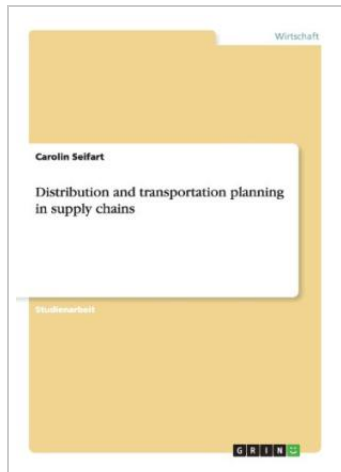 Wirtschaft
Carolin Seifart
Distribution and transportation planning
in supply chains
Studienarbeit
GRIN